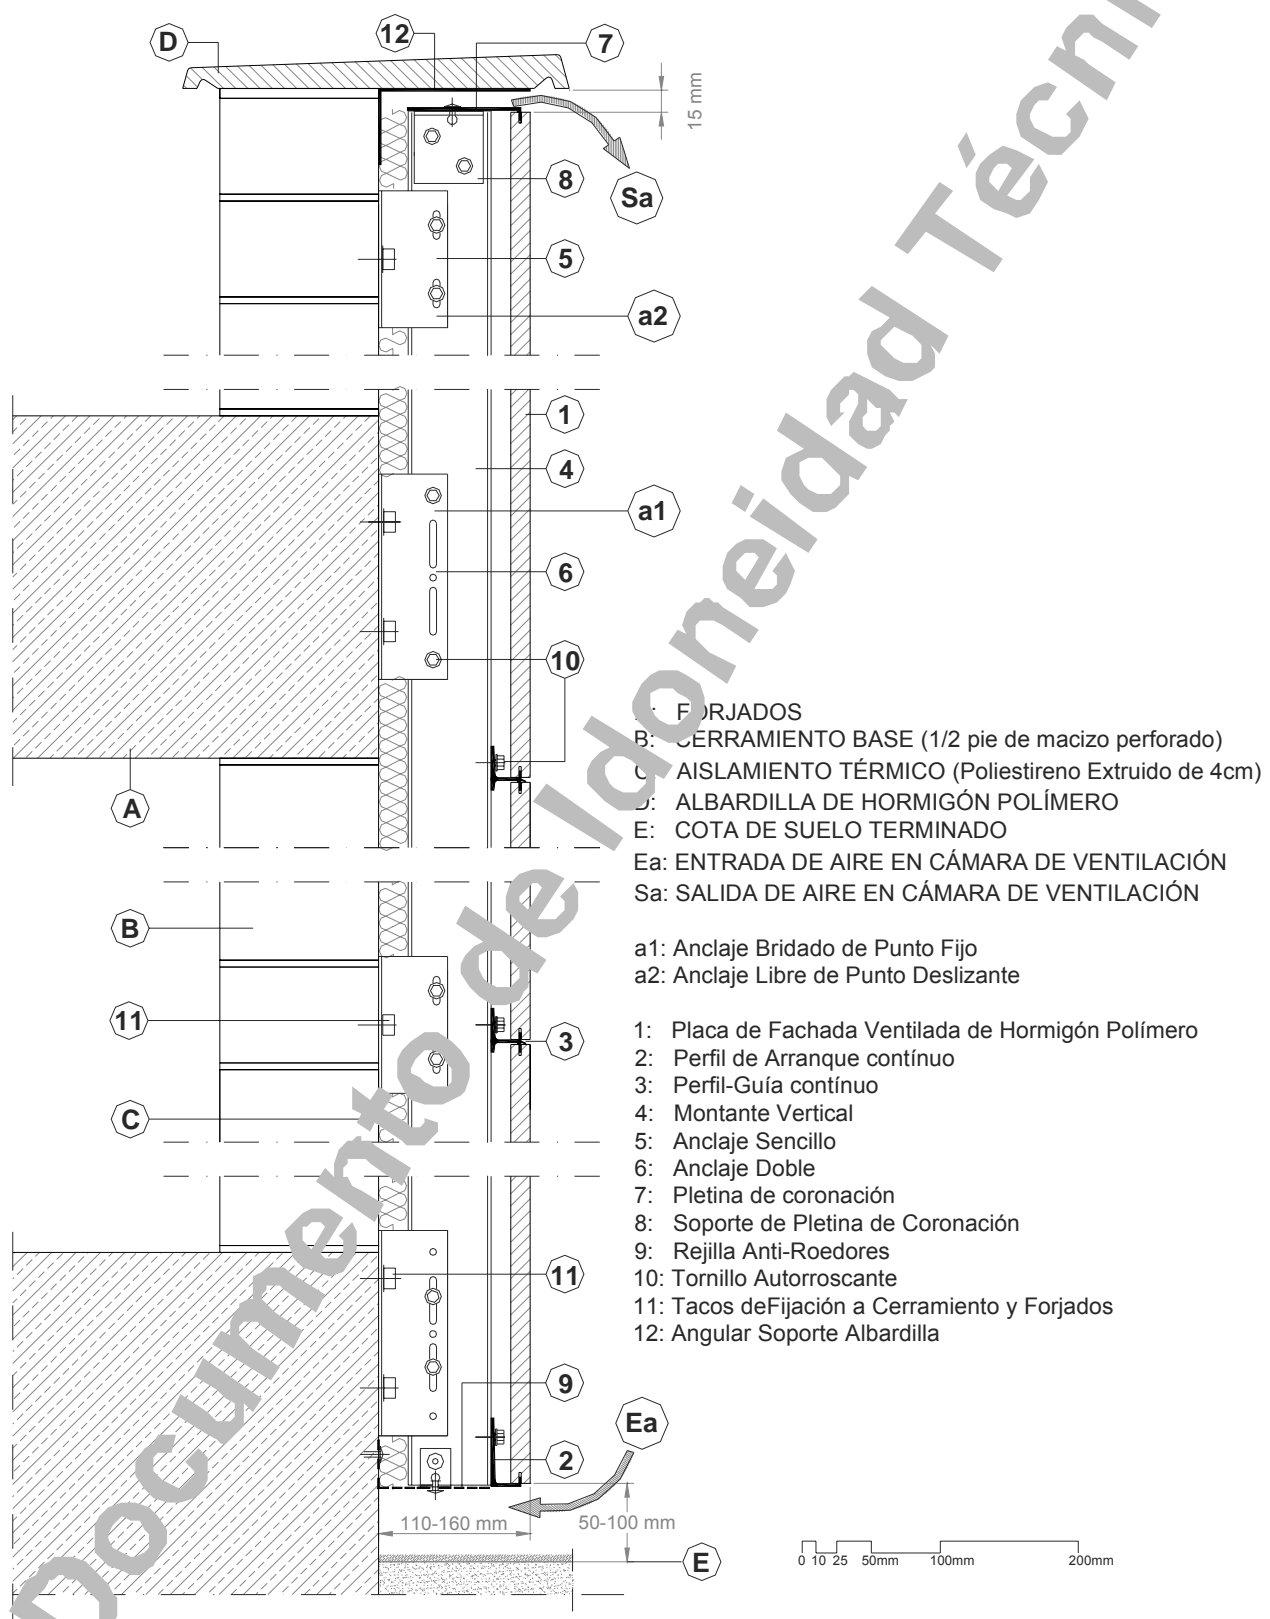 D
12
7
15 mm
8
Sa
5
a2
1
4
a1
6
10
A
B
11
3
C
11
9
Ea
2
110-160 mm
50-100 mm
E
0 10 25 50mm 100mm 200mm
: FORJADOS
B: CERRAMIENTO BASE (1/2 pie de macizo perforado)
C: AISLAMIENTO TÉRMICO (Poliestireno Extruido de 4cm)
D: ALBARDILLA DE HORMIGÓN POLÍMERO
E: COTA DE SUELO TERMINADO
Ea: ENTRADA DE AIRE EN CÁMARA DE VENTILACIÓN
Sa: SALIDA DE AIRE EN CÁMARA DE VENTILACIÓN
a1: Anclaje Bridado de Punto Fijo
a2: Anclaje Libre de Punto Deslizante
1: Placa de Fachada Ventilada de Hormigón Polímero
2: Perfil de Arranque contínuo
3: Perfil-Guía contínuo
4: Montante Vertical
5: Anclaje Sencillo
6: Anclaje Doble
7: Pletina de coronación
8: Soporte de Pletina de Coronación
9: Rejilla Anti-Roedores
10: Tornillo Autorroscante
11: Tacos deFijación a Cerramiento y Forjados
12: Angular Soporte Albardilla
Documento de Idoneidad Técni